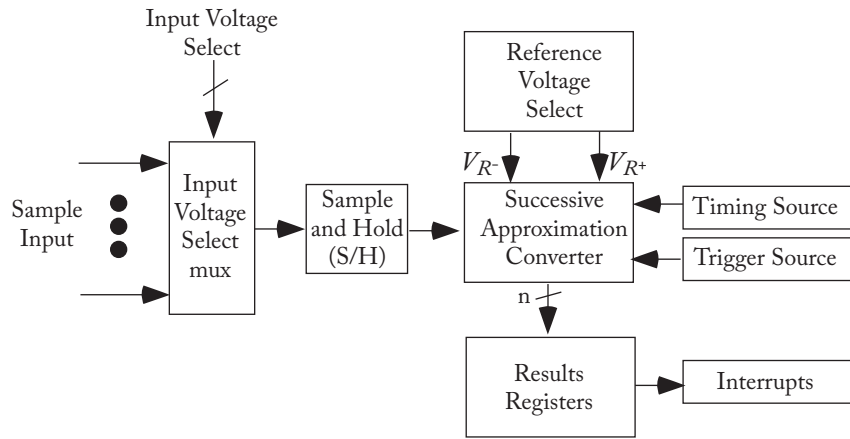 Input Voltage
Select
Reference
Voltage
Select
V_R-
V_R+
Sample
Input
Input
Voltage
Select
mux
Sample
and Hold
(S/H)
Successive
Approximation
Converter
Timing Source
Trigger Source
n
Results
Registers
Interrupts